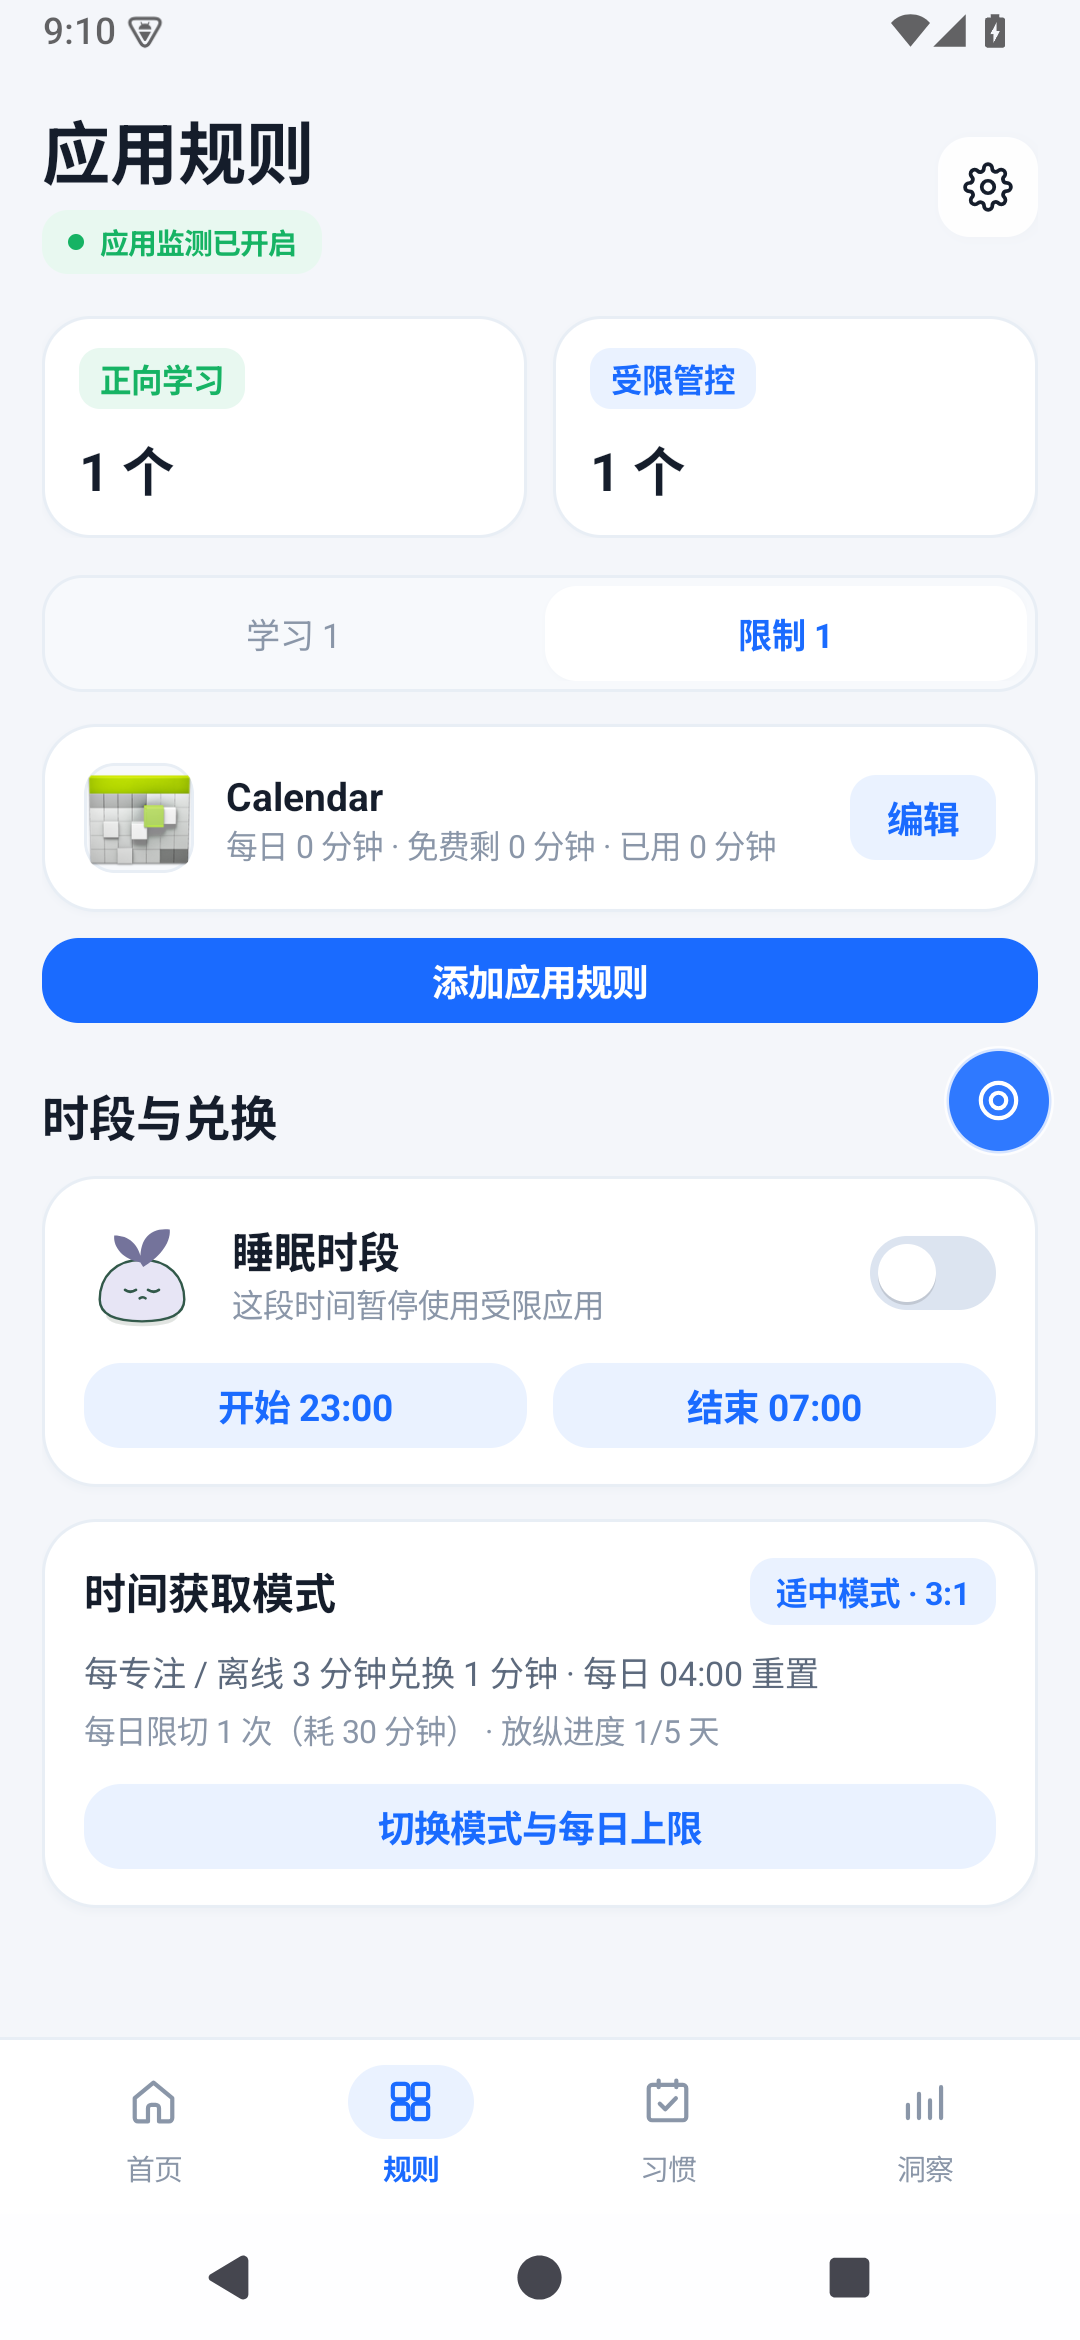 9:10
应用规则
应用监测已开启
正向学习
1 个
受限管控
1 个
学习 1
限制 1
Calendar
每日 0 分钟 · 免费剩 0 分钟 · 已用 0 分钟
编辑
添加应用规则
时段与兑换
睡眠时段
这段时间暂停使用受限应用
开始 23:00
结束 07:00
时间获取模式
适中模式 · 3:1
每专注 / 离线 3 分钟兑换 1 分钟 · 每日 04:00 重置
每日限切 1 次（耗 30 分钟） · 放纵进度 1/5 天
切换模式与每日上限
首页
规则
习惯
洞察